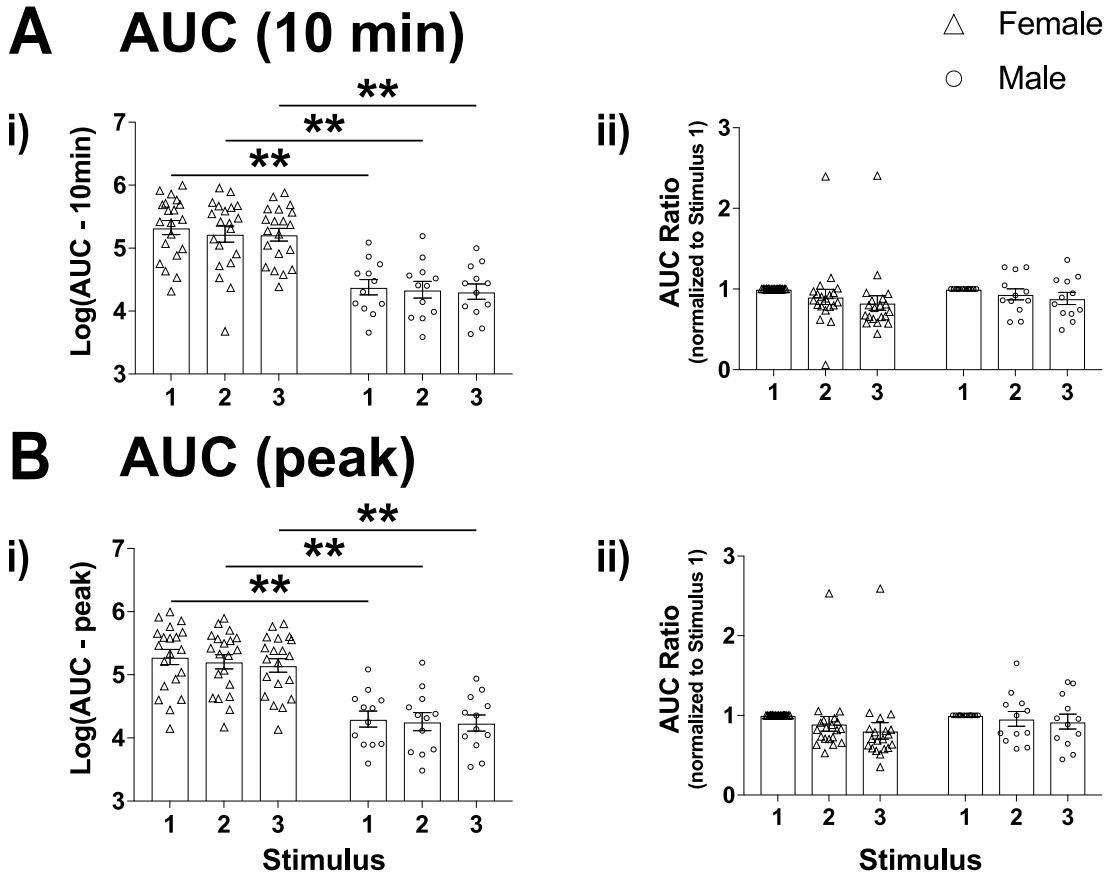 A AUC (10 min)
△ Female
○ Male
i)
Log(AUC - 10min)
7
6
5
4
3
**
**
**
1 2 3 1 2 3
ii)
AUC Ratio
(normalized to Stimulus 1)
3
2
1
0
1 2 3 1 2 3
B AUC (peak)
i)
Log(AUC - peak)
7
6
5
4
3
**
**
**
1 2 3 1 2 3
Stimulus
ii)
AUC Ratio
(normalized to Stimulus 1)
3
2
1
0
1 2 3 1 2 3
Stimulus